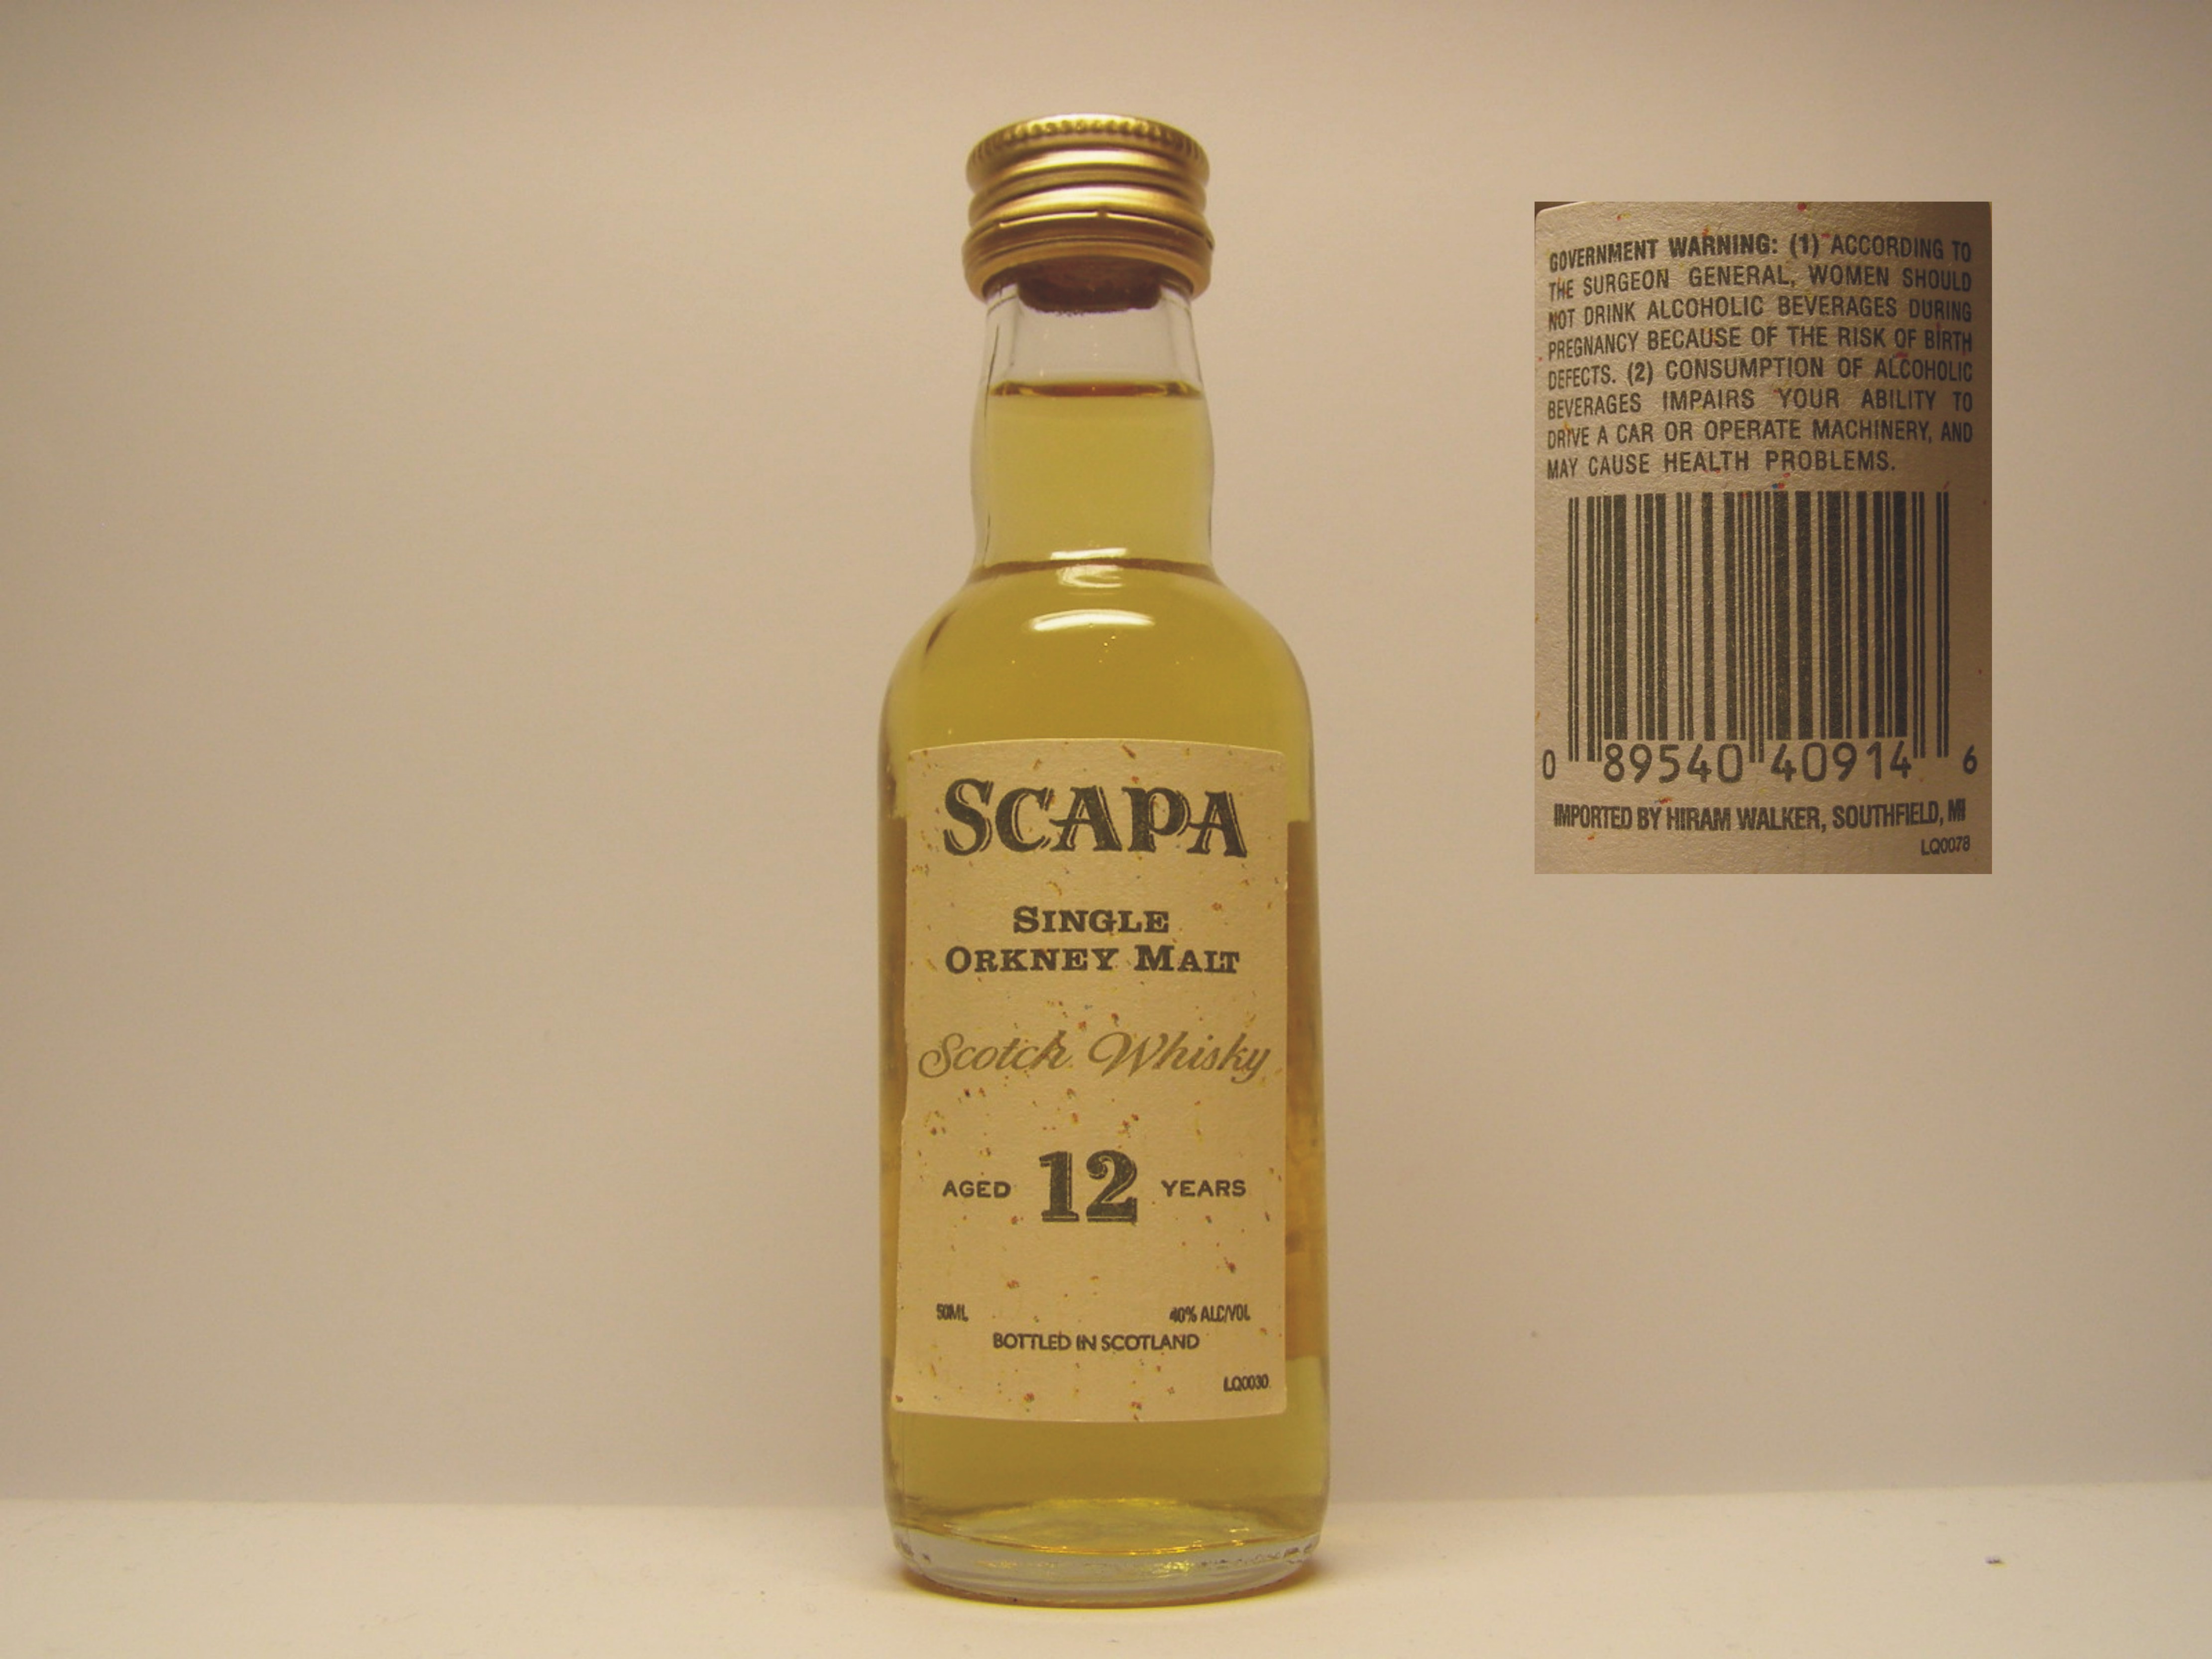 SCAPA
SINGLE
ORKNEY MALT
Scotch Whisky
AGED 12 YEARS
50ML 40% ALC/VOL
BOTTLED IN SCOTLAND
LQ0030
GOVERNMENT WARNING: (1) ACCORDING TO
THE SURGEON GENERAL, WOMEN SHOULD
NOT DRINK ALCOHOLIC BEVERAGES DURING
PREGNANCY BECAUSE OF THE RISK OF BIRTH
DEFECTS. (2) CONSUMPTION OF ALCOHOLIC
BEVERAGES IMPAIRS YOUR ABILITY TO
DRIVE A CAR OR OPERATE MACHINERY, AND
MAY CAUSE HEALTH PROBLEMS.
0 89540 40914 6
IMPORTED BY HIRAM WALKER, SOUTHFIELD, MI
LQ0078